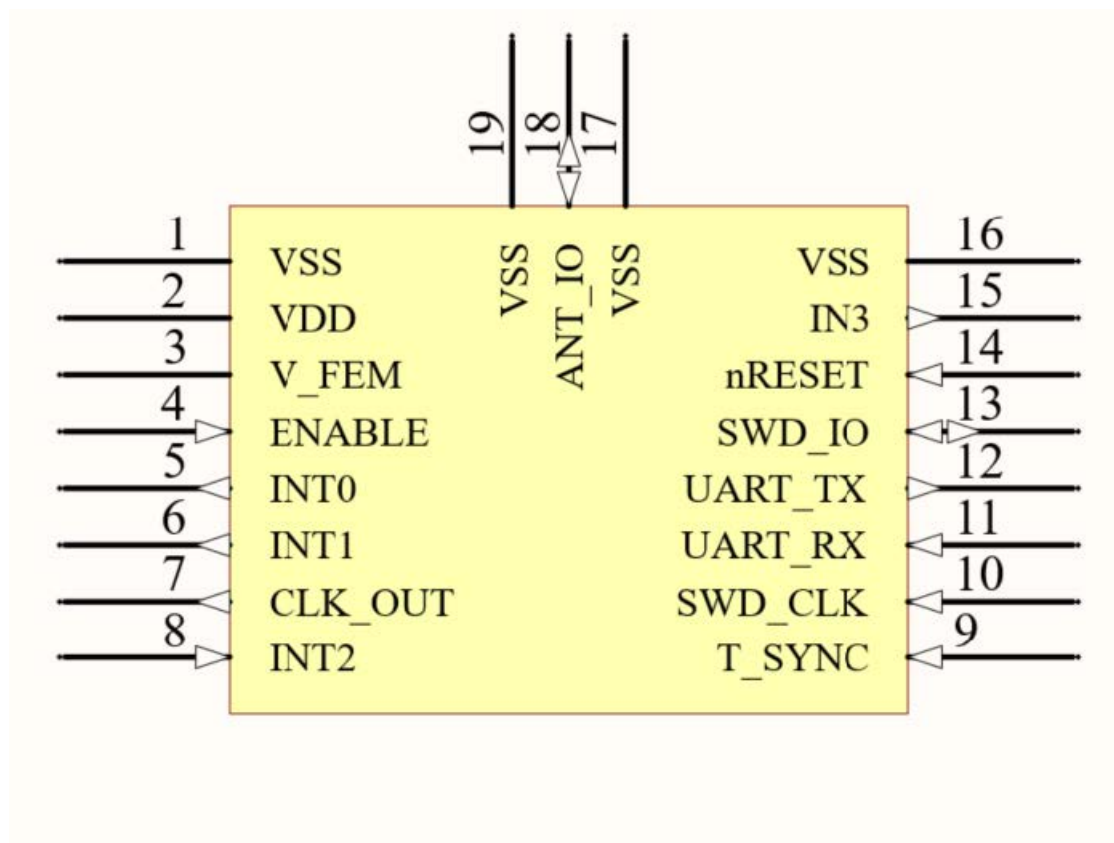 19 18 17
1 VSS VSS ANT_IO VSS VSS 16
2 VDD IN3 15
3 V_FEM nRESET 14
4 ENABLE SWD_IO 13
5 INT0 UART_TX 12
6 INT1 UART_RX 11
7 CLK_OUT SWD_CLK 10
8 INT2 T_SYNC 9